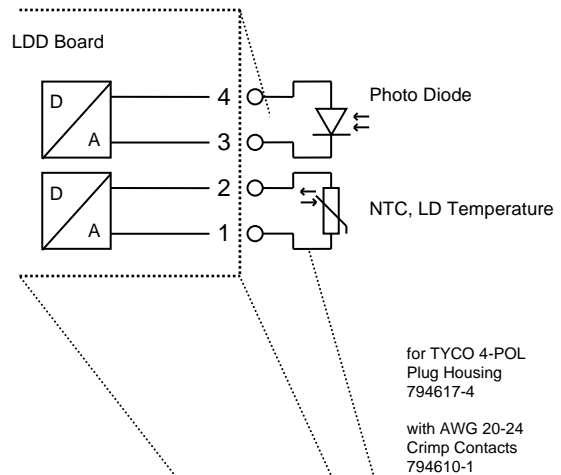 LDD Board
D
A
4
3
Photo Diode
D
A
2
1
NTC, LD Temperature
for TYCO 4-POL
Plug Housing
794617-4
with AWG 20-24
Crimp Contacts
794610-1